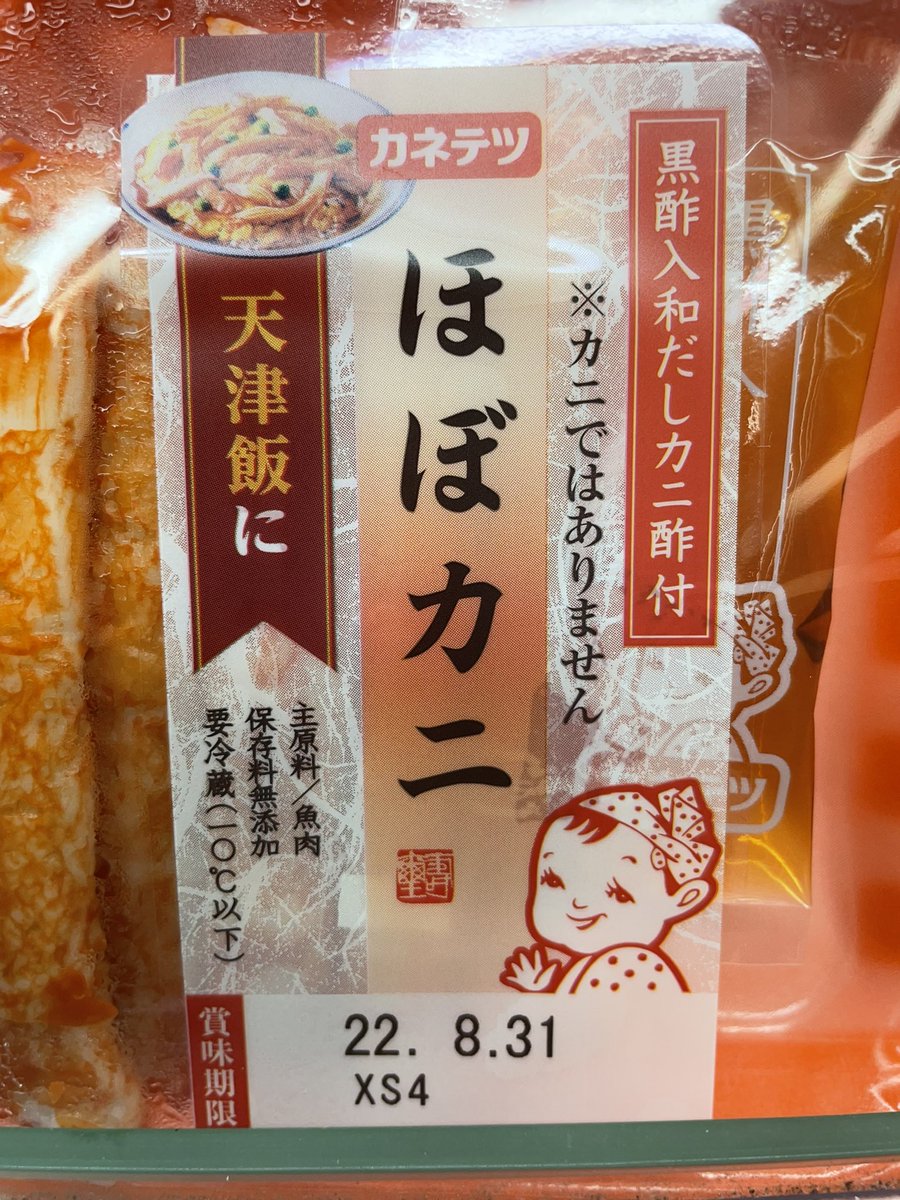 カネテツ
黒酢入和だしカニ酢付
※カニではありません
ほぼカニ
天津飯に
主原料/魚肉
保存料無添加
要冷蔵(一〇℃以下)
賞味期限
22. 8.31
XS4